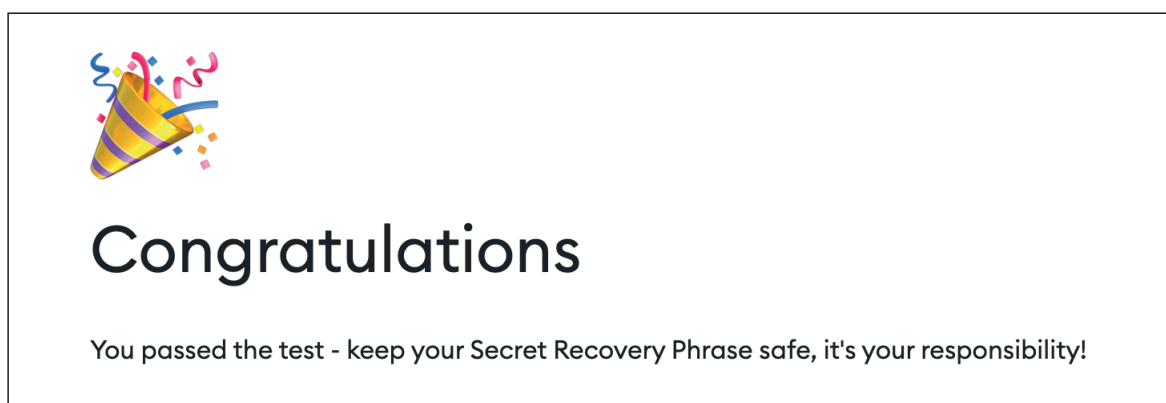 Congratulations
You passed the test - keep your Secret Recovery Phrase safe, it's your responsibility!